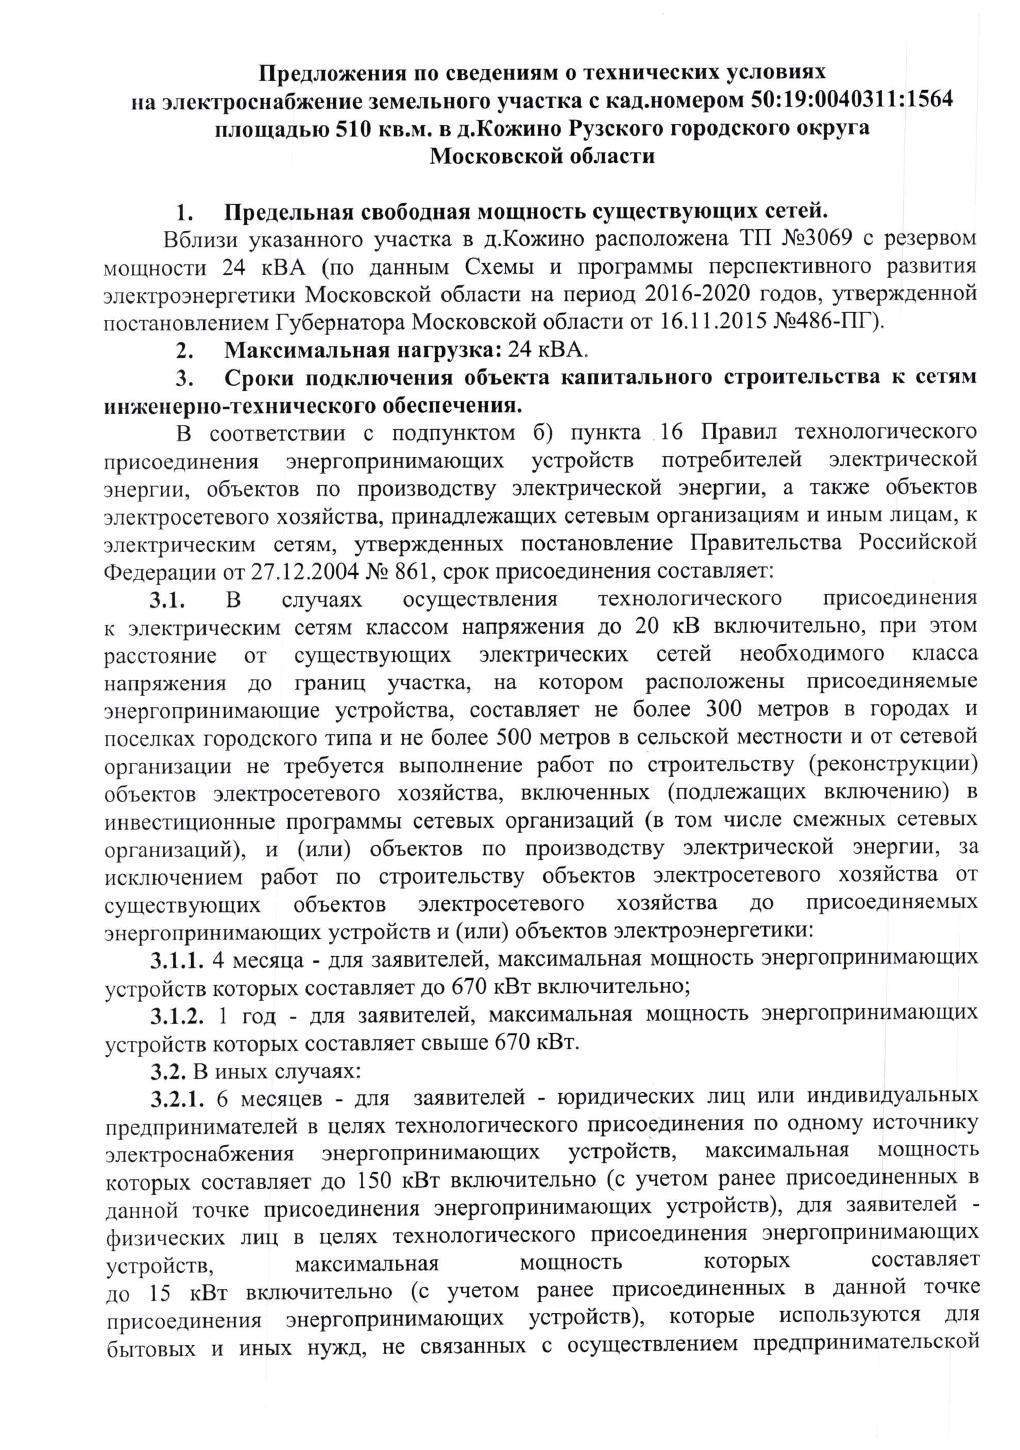 Предложения по сведениям о технических условиях
на электроснабжение земельного участка с кад.номером 50:19:0040311:1564
площадью 510 кв.м. в д.Кожино Рузского городского округа
Московской области
1. Предельная свободная мощность существующих сетей.
Вблизи указанного участка в д.Кожино расположена ТП №3069 с резервом
мощности 24 кВА (по данным Схемы и программы перспективного развития
электроэнергетики Московской области на период 2016-2020 годов, утвержденной
постановлением Губернатора Московской области от 16.11.2015 №486-ПГ).
2. Максимальная нагрузка: 24 кВА.
3. Сроки подключения объекта капитального строительства к сетям
инженерно-технического обеспечения.
В соответствии с подпунктом б) пункта 16 Правил технологического
присоединения энергопринимающих устройств потребителей электрической
энергии, объектов по производству электрической энергии, а также объектов
электросетевого хозяйства, принадлежащих сетевым организациям и иным лицам, к
электрическим сетям, утвержденных постановление Правительства Российской
Федерации от 27.12.2004 № 861, срок присоединения составляет:
3.1. В случаях осуществления технологического присоединения
к электрическим сетям классом напряжения до 20 кВ включительно, при этом
расстояние от существующих электрических сетей необходимого класса
напряжения до границ участка, на котором расположены присоединяемые
энергопринимающие устройства, составляет не более 300 метров в городах и
поселках городского типа и не более 500 метров в сельской местности и от сетевой
организации не требуется выполнение работ по строительству (реконструкции)
объектов электросетевого хозяйства, включенных (подлежащих включению) в
инвестиционные программы сетевых организаций (в том числе смежных сетевых
организаций), и (или) объектов по производству электрической энергии, за
исключением работ по строительству объектов электросетевого хозяйства от
существующих объектов электросетевого хозяйства до присоединяемых
энергопринимающих устройств и (или) объектов электроэнергетики:
3.1.1. 4 месяца - для заявителей, максимальная мощность энергопринимающих
устройств которых составляет до 670 кВт включительно;
3.1.2. 1 год - для заявителей, максимальная мощность энергопринимающих
устройств которых составляет свыше 670 кВт.
3.2. В иных случаях:
3.2.1. 6 месяцев - для заявителей - юридических лиц или индивидуальных
предпринимателей в целях технологического присоединения по одному источнику
электроснабжения энергопринимающих устройств, максимальная мощность
которых составляет до 150 кВт включительно (с учетом ранее присоединенных в
данной точке присоединения энергопринимающих устройств), для заявителей -
физических лиц в целях технологического присоединения энергопринимающих
устройств, максимальная мощность которых составляет
до 15 кВт включительно (с учетом ранее присоединенных в данной точке
присоединения энергопринимающих устройств), которые используются для
бытовых и иных нужд, не связанных с осуществлением предпринимательской